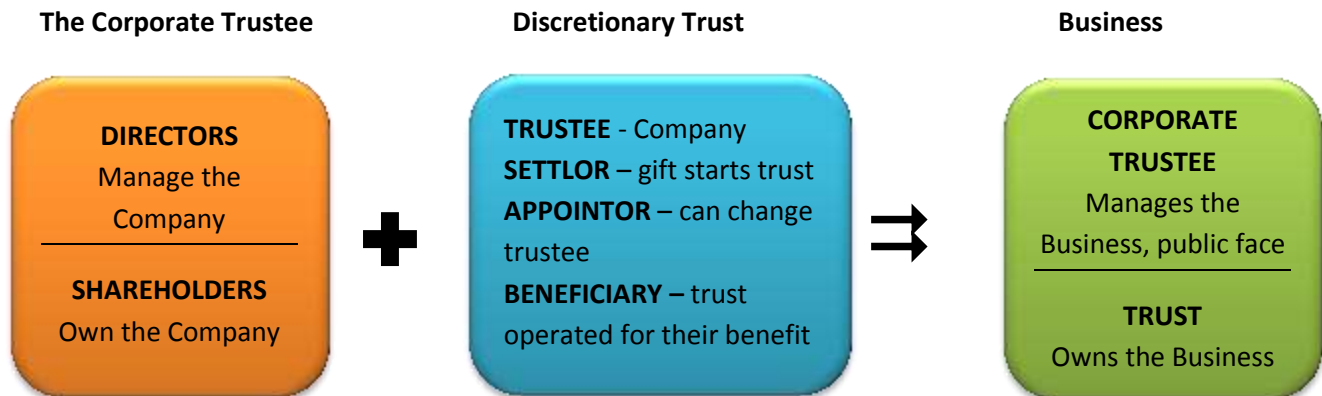 The Corporate Trustee
Discretionary Trust
Business
DIRECTORS
Manage the
Company
SHAREHOLDERS
Own the Company
TRUSTEE - Company
SETTLOR – gift starts trust
APPOINTOR – can change
trustee
BENEFICIARY – trust
operated for their benefit
CORPORATE
TRUSTEE
Manages the
Business, public face
TRUST
Owns the Business